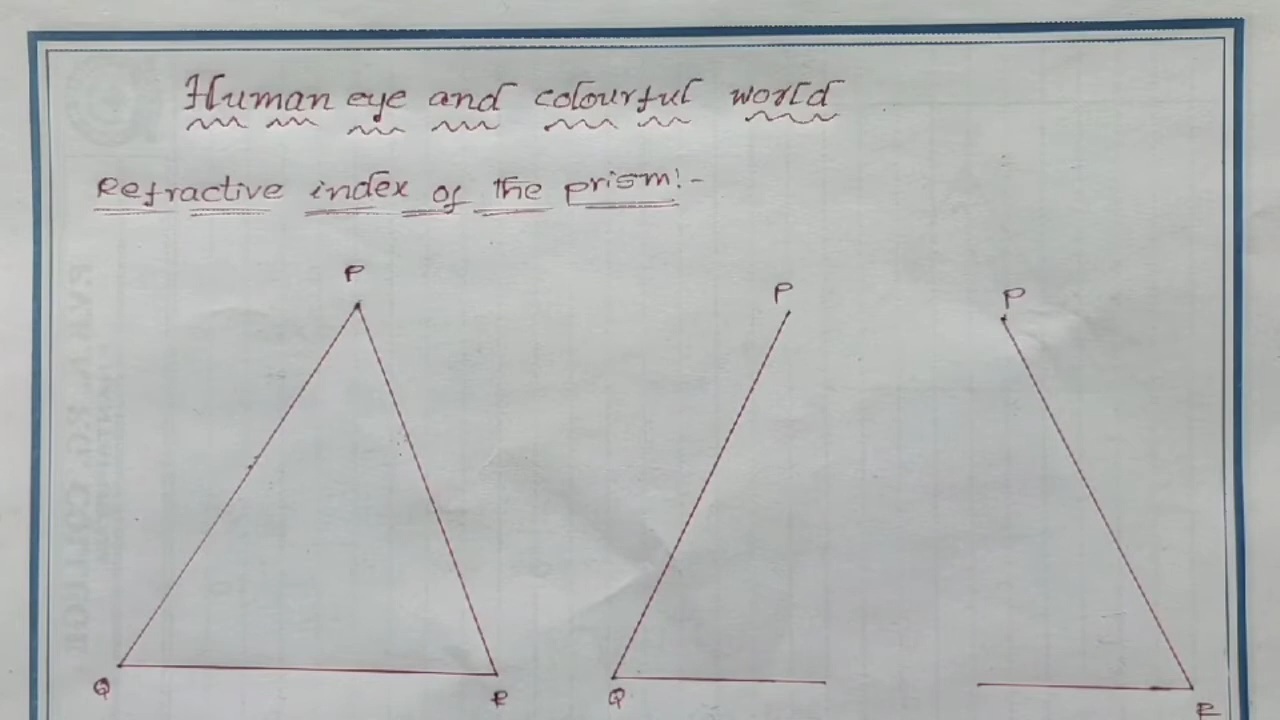 Human eye and colourful world
Refractive index of the prism:-
P
P
P
Q
R
Q
R